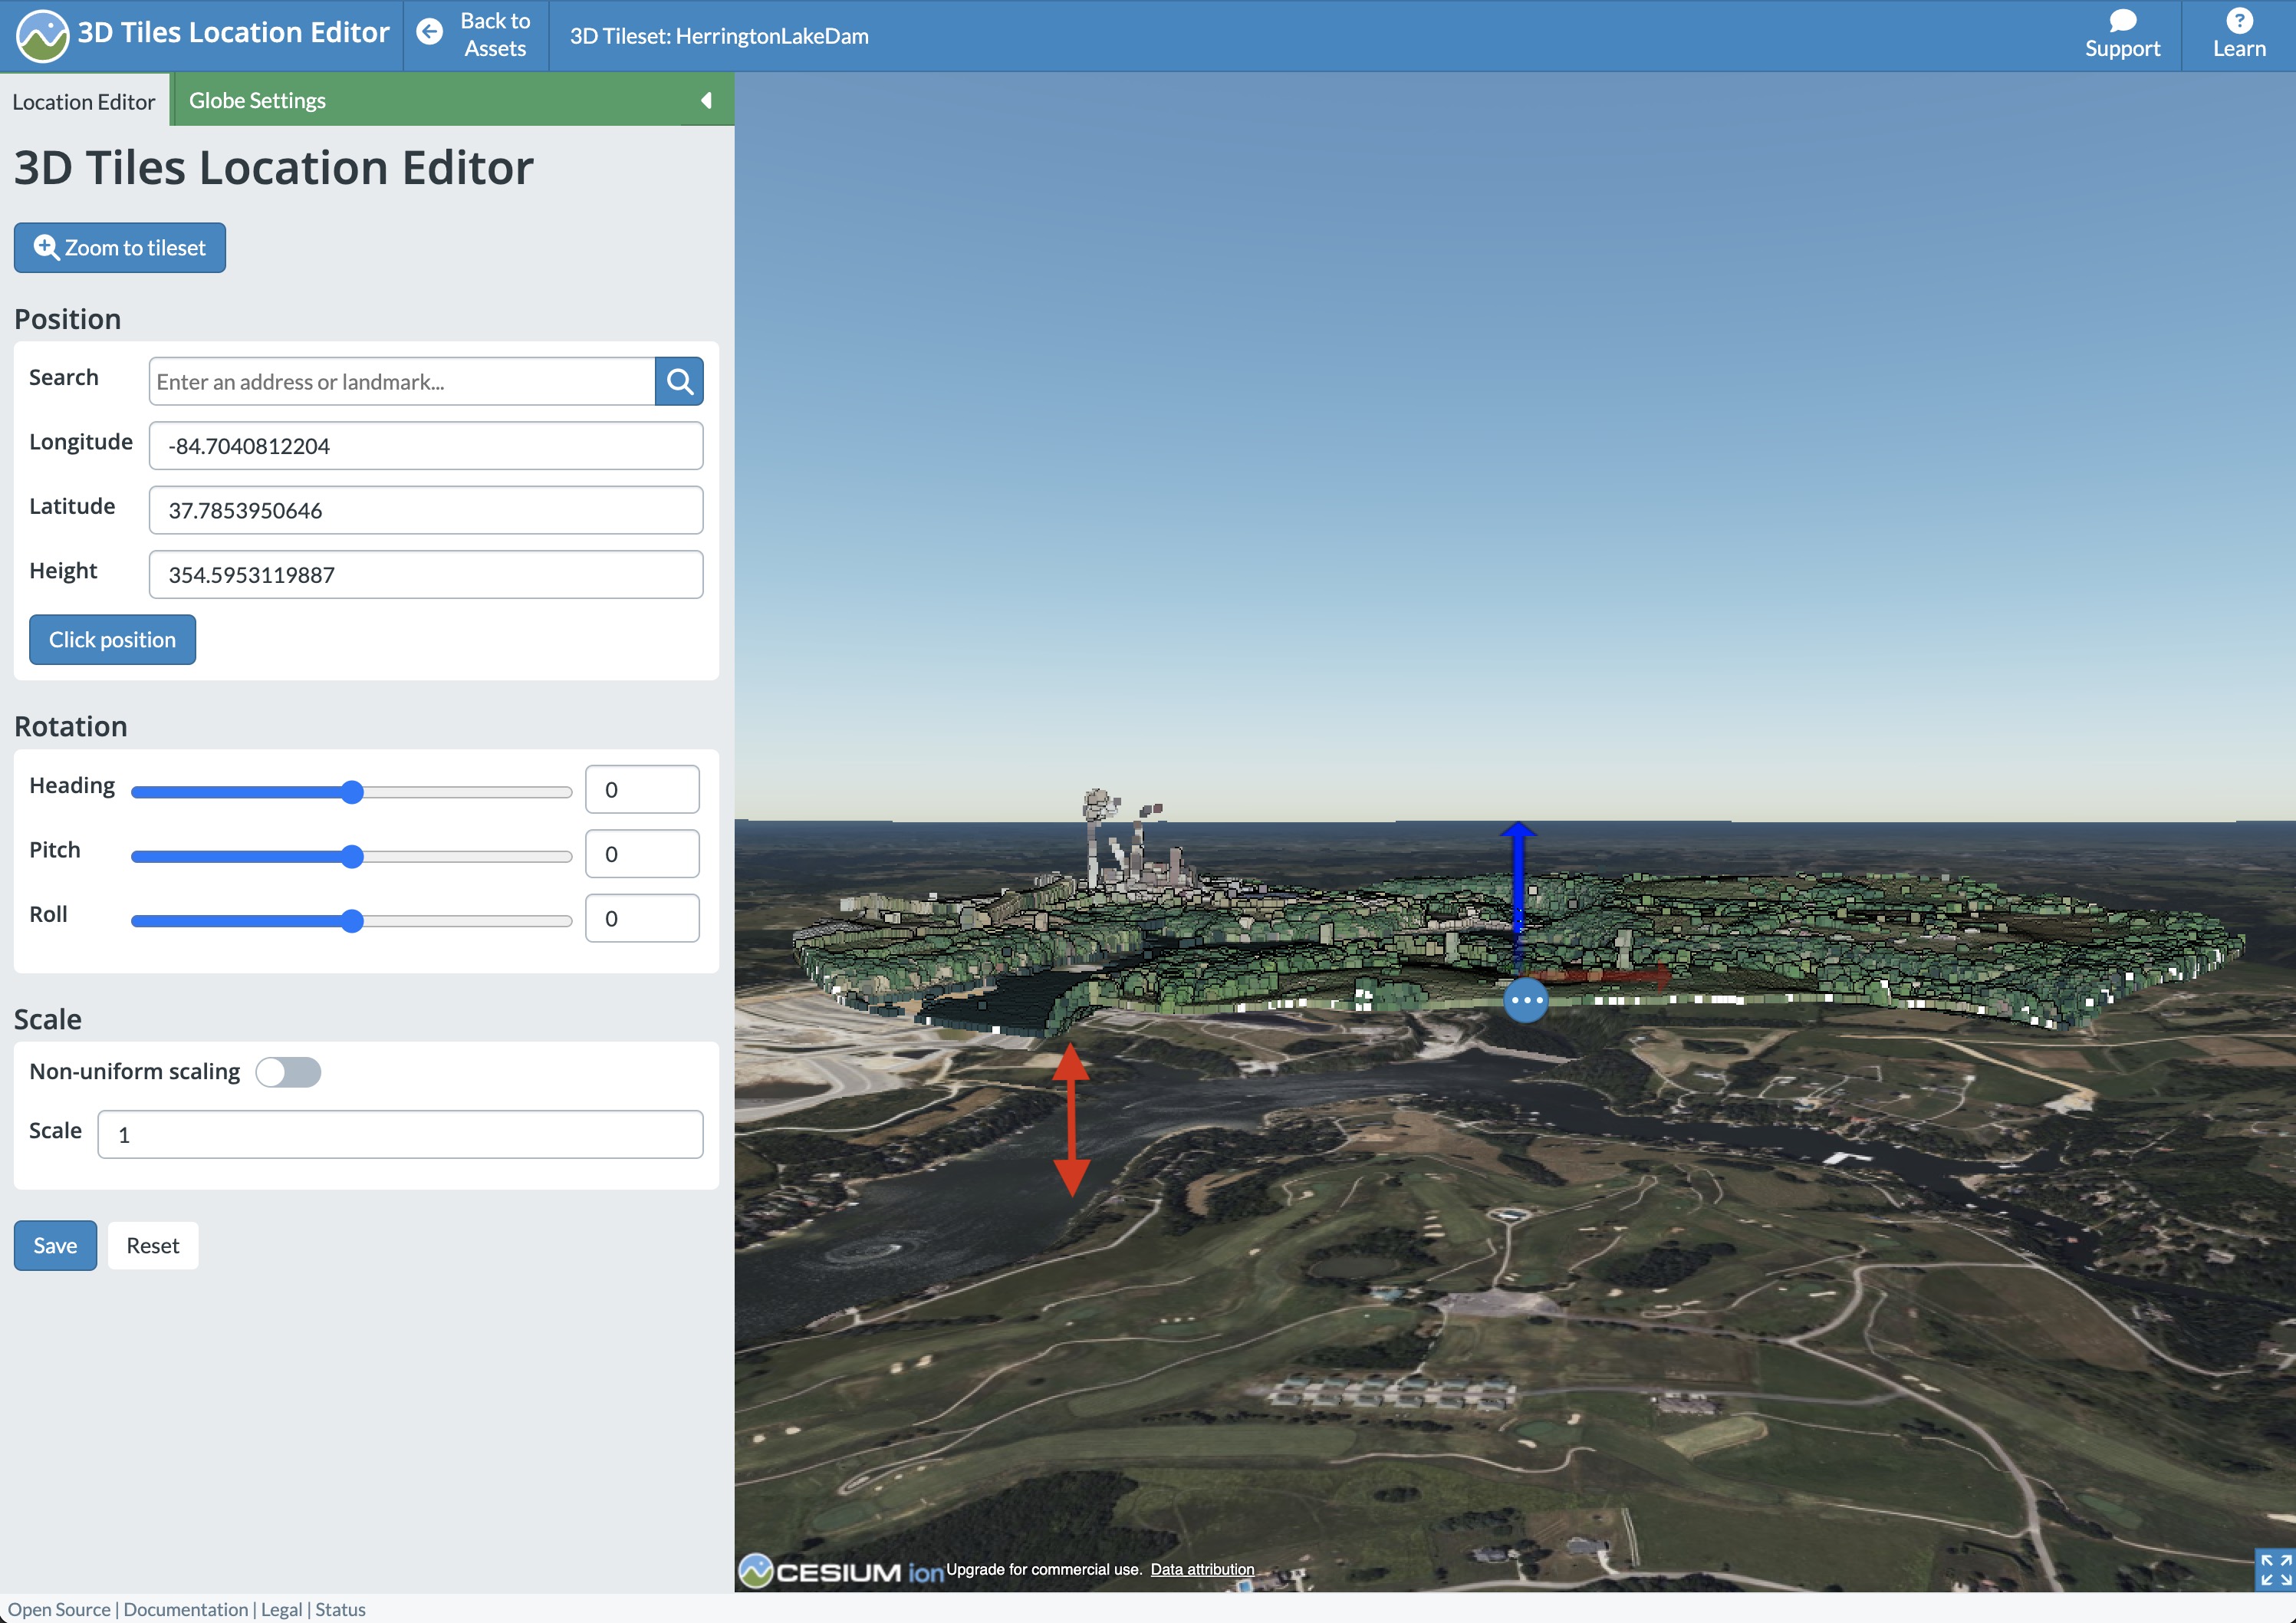 3D Tiles Location Editor
Back to
Assets
3D Tileset: HerringtonLakeDam
Support
Learn
Location Editor
Globe Settings
3D Tiles Location Editor
Zoom to tileset
Position
Search
Enter an address or landmark...
Longitude
-84.7040812204
Latitude
37.7853950646
Height
354.5953119887
Click position
Rotation
Heading
0
Pitch
0
Roll
0
Scale
Non-uniform scaling
Scale
1
Save
Reset
CESIUM ion Upgrade for commercial use. Data attribution
Open Source | Documentation | Legal | Status